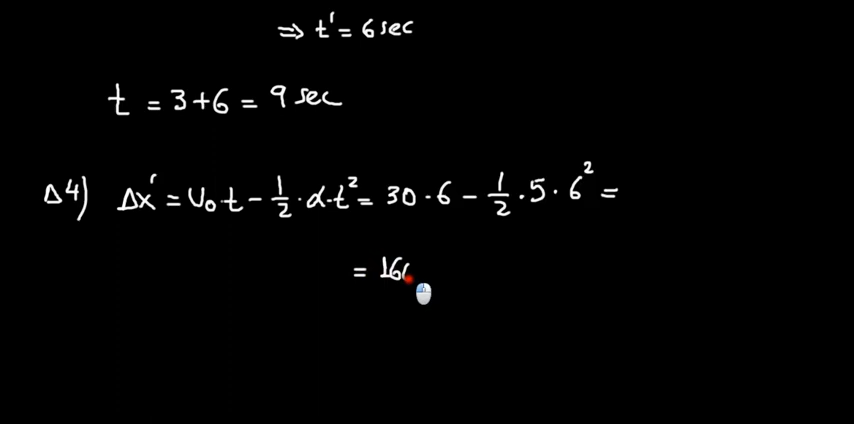 ⇒ t' = 6 sec
t = 3+6 = 9 sec
Δ4) Δx' = υ₀t - 1/2 · α · t² = 30 · 6 - 1/2 · 5 · 6² =
= 16